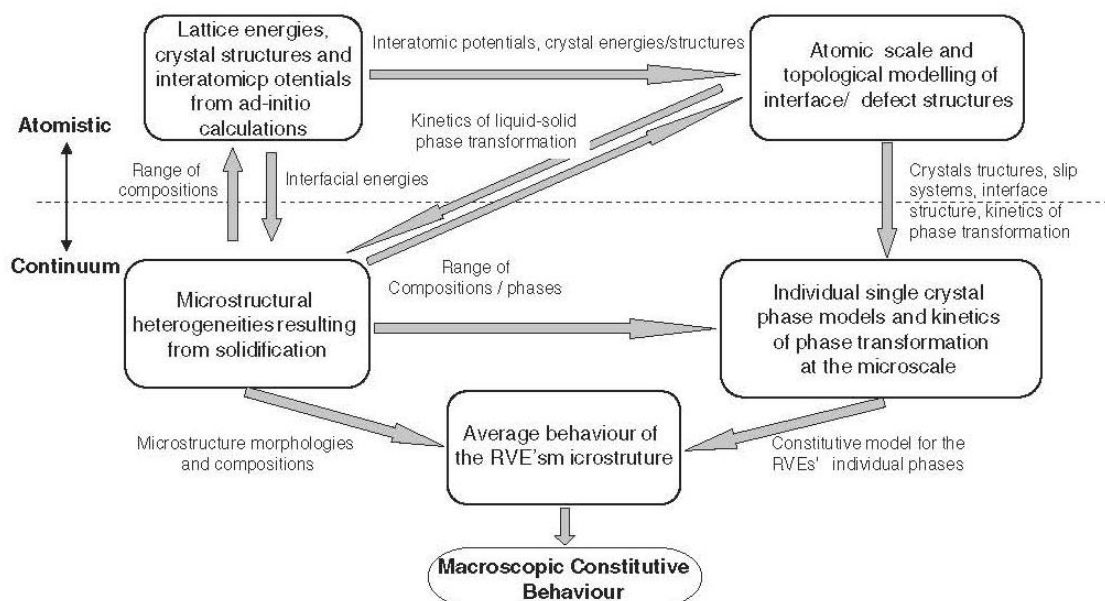 Lattice energies,
crystal structures and
interatomicp otentials
from ad-initio
calculations
Interatomic potentials, crystal energies/structures
Atomic scale and
topological modelling of
interface/ defect structures
Atomistic
Kinetics of liquid-solid
phase transformation
Range of
compositions
Interfacial energies
Crystals tructures, slip
systems, interface
structure, kinetics of
phase transformation
Continuum
Microstructural
heterogeneities resulting
from solidification
Range of
Compositions / phases
Individual single crystal
phase models and kinetics
of phase transformation
at the microscale
Microstructure morphologies
and compositions
Average behaviour of
the RVE'sm icrostruture
Constitutive model for the
RVEs' individual phases
Macroscopic Constitutive
Behaviour